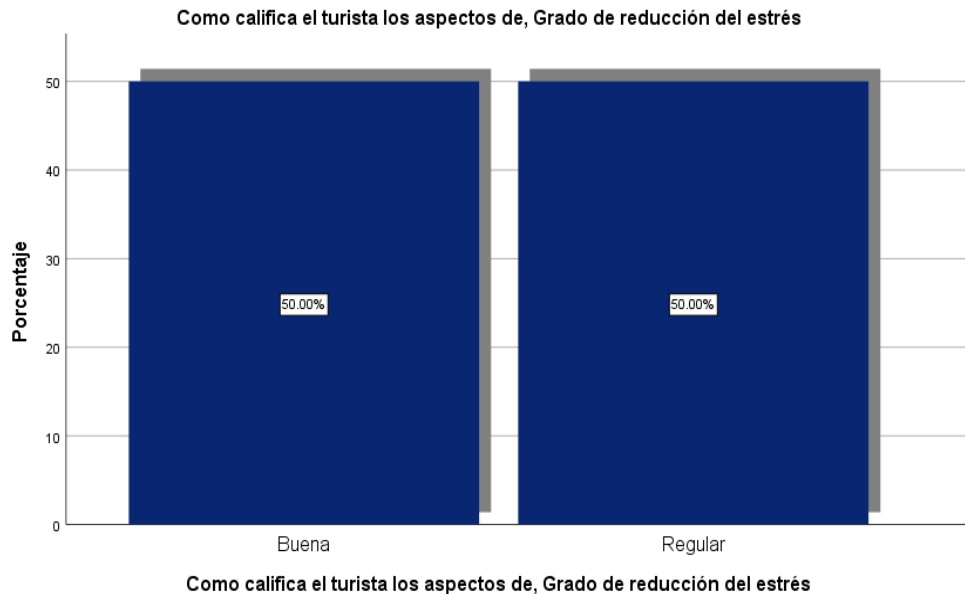 Como califica el turista los aspectos de, Grado de reducción del estrés
Porcentaje
50
40
30
20
10
0
50.00%
50.00%
Buena
Regular
Como califica el turista los aspectos de, Grado de reducción del estrés